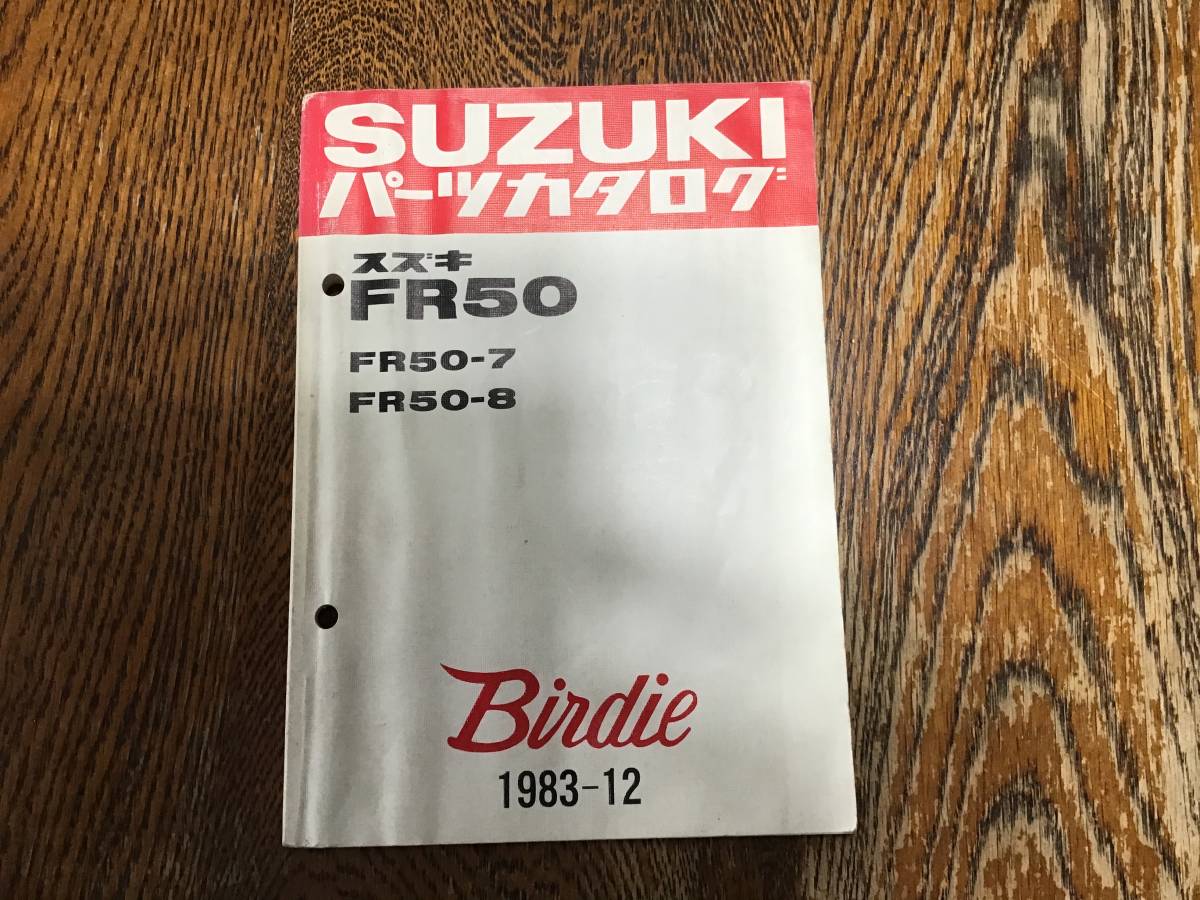 SUZUKI
パーツカタログ
スズキ
FR50
FR50-7
FR50-8
Birdie
1983-12